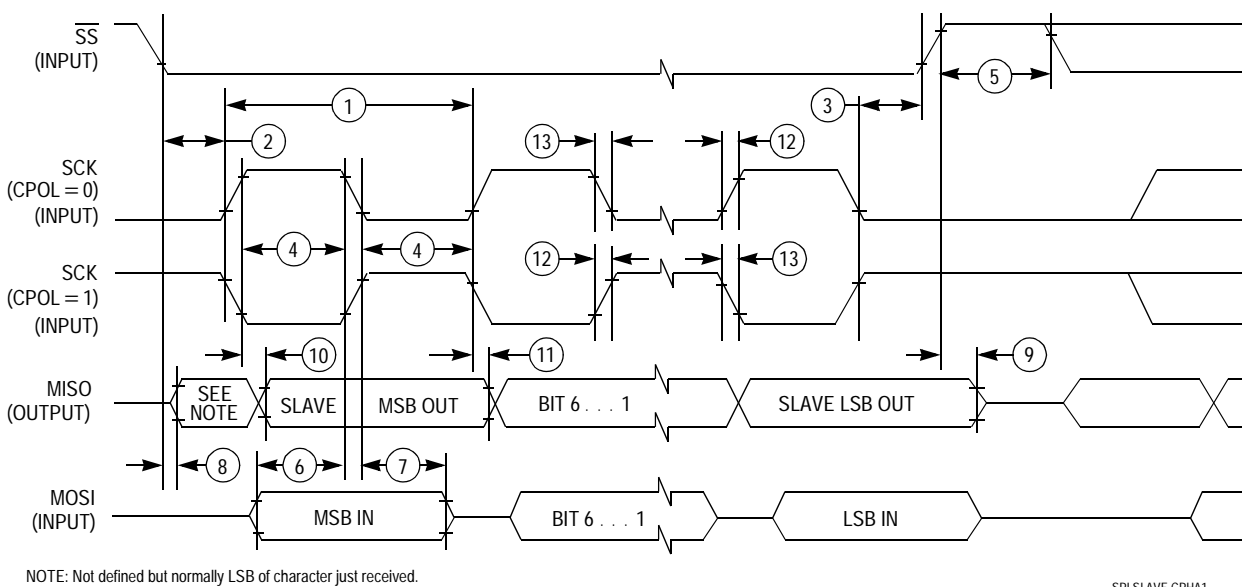 SS
(INPUT)
1
5
3
2
13
12
SCK
(CPOL = 0)
(INPUT)
4
4
SCK
(CPOL = 1)
(INPUT)
12
13
10
11
9
MISO
(OUTPUT)
SEE
NOTE
SLAVE
MSB OUT
BIT 6 . . . 1
SLAVE LSB OUT
8
6
7
MOSI
(INPUT)
MSB IN
BIT 6 . . . 1
LSB IN
NOTE: Not defined but normally LSB of character just received.
SPI SLAVE CPHA1